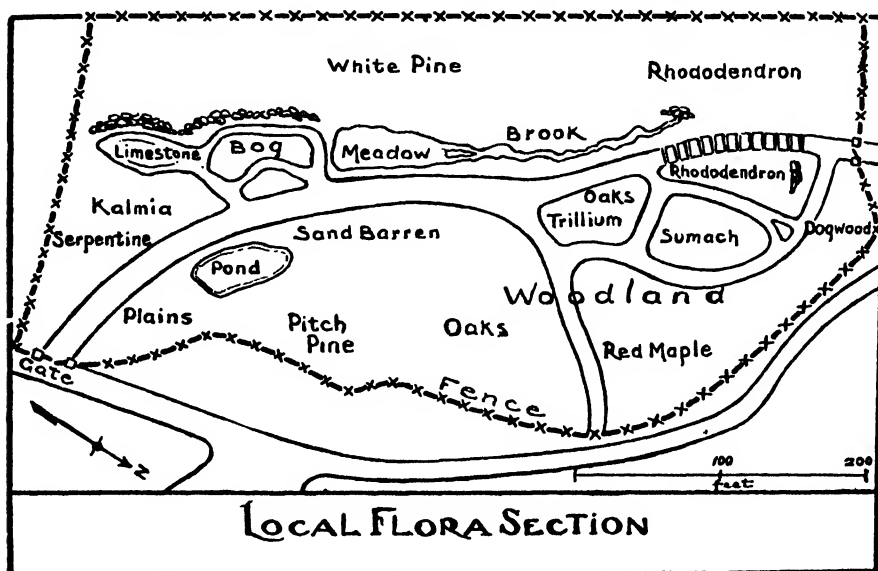 White Pine
Rhododendron
Brook
Limestone
Bog
Meadow
Rhododendron
Kalmia
Oaks
Trillium
Serpentine
Sand Barren
Sumach
Dogwood
Pond
Woodland
Plains
Pitch
Pine
Oaks
Red Maple
Gate
Fence
N
100
200
feet
LOCAL FLORA SECTION